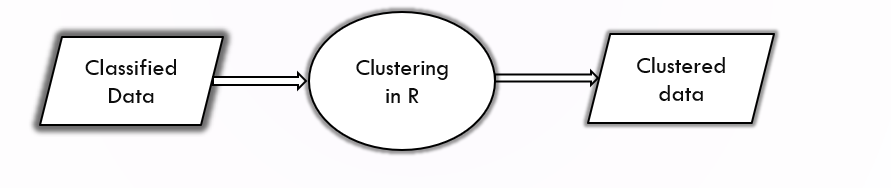 Classified
Data
Clustering
in R
Clustered
data